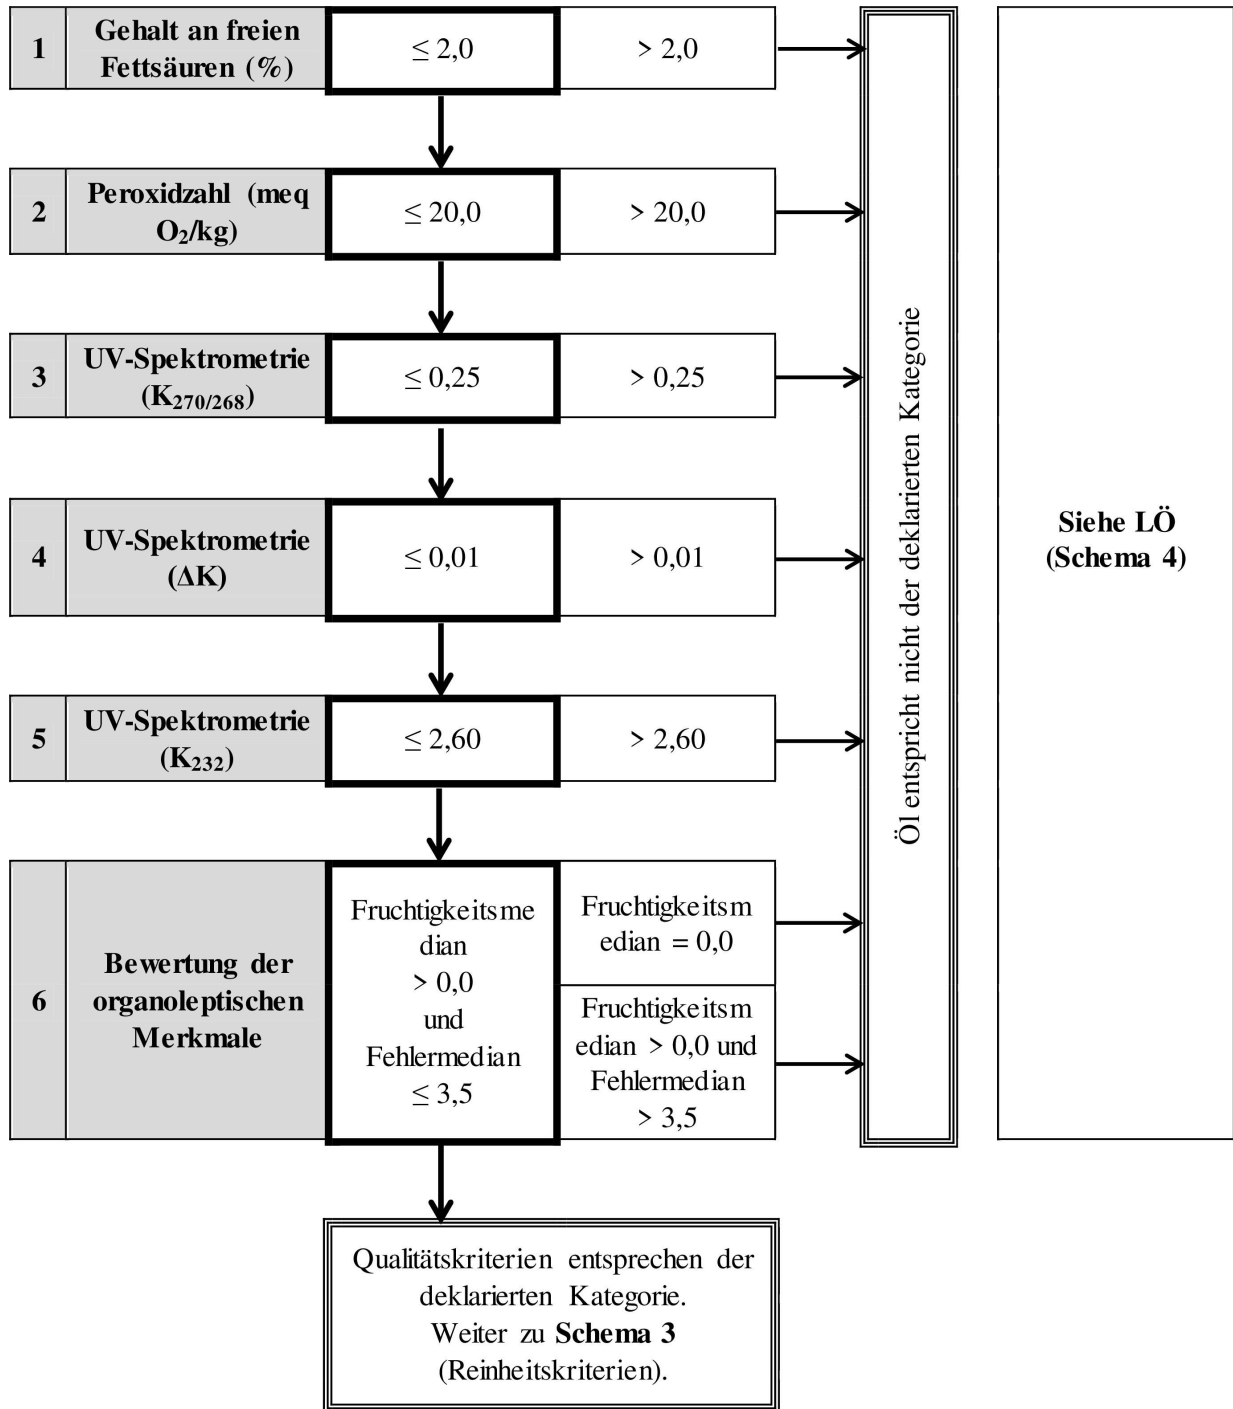 1
Gehalt an freien
Fettsäuren (%)
≤ 2,0
> 2,0
2
Peroxidzahl (meq
O₂/kg)
≤ 20,0
> 20,0
3
UV-Spektrometrie
(K₂₇₀/₂₆₈)
≤ 0,25
> 0,25
4
UV-Spektrometrie
(ΔK)
≤ 0,01
> 0,01
5
UV-Spektrometrie
(K₂₃₂)
≤ 2,60
> 2,60
6
Bewertung der
organoleptischen
Merkmale
Fruchtigkeitsme
dian
> 0,0
und
Fehlermedian
≤ 3,5
Fruchtigkeitsm
edian = 0,0
Fruchtigkeitsm
edian > 0,0 und
Fehlermedian
> 3,5
Öl entspricht nicht der deklarierten Kategorie
Siehe LÖ
(Schema 4)
Qualitätskriterien entsprechen der
deklarierten Kategorie.
Weiter zu Schema 3
(Reinheitskriterien).